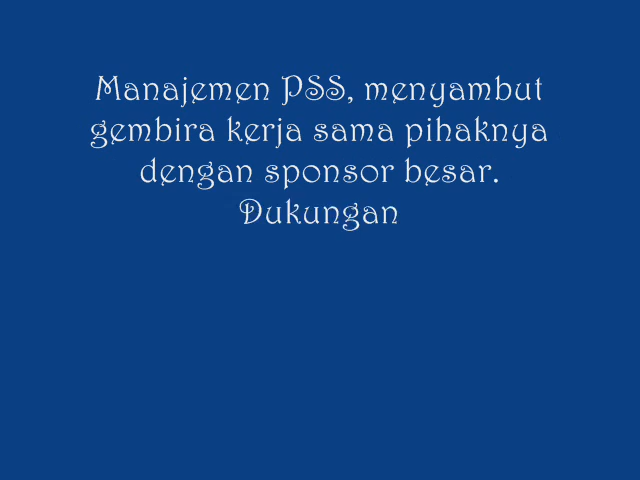 Manajemen PSS, menyambut
gembira kerja sama pihaknya
dengan sponsor besar.
Dukungan